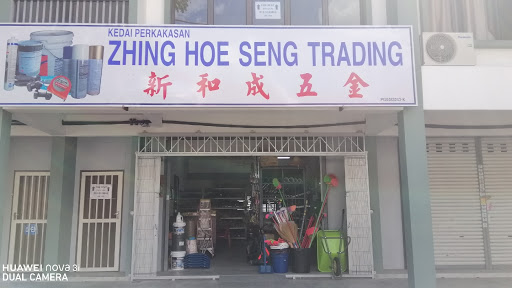 KEDAI PERKAKASAN
ZHING HOE SENG TRADING
新和成五金
HUAWEI nova 3i
DUAL CAMERA